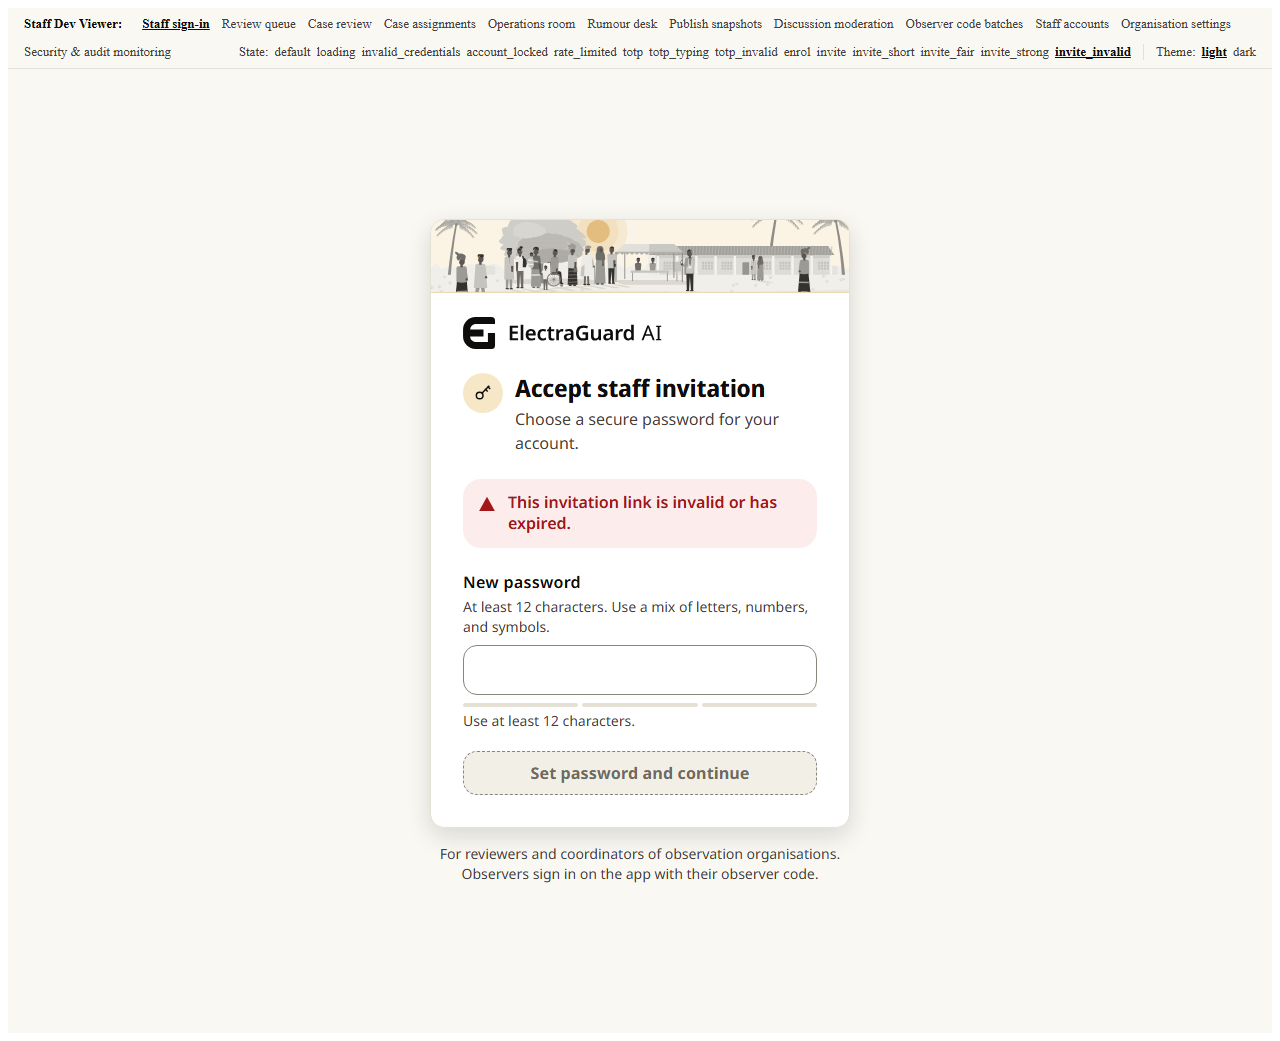 Staff Dev Viewer: Staff sign-in Review queue Case review Case assignments Operations room Rumour desk Publish snapshots Discussion moderation Observer code batches Staff accounts Organisation settings
Security & audit monitoring State: default loading invalid_credentials account_locked rate_limited totp totp_typing totp_invalid enrol invite invite_short invite_fair invite_strong invite_invalid Theme: light dark
ElectraGuard AI
Accept staff invitation
Choose a secure password for your
account.
This invitation link is invalid or has
expired.
New password
At least 12 characters. Use a mix of letters, numbers,
and symbols.
Use at least 12 characters.
Set password and continue
For reviewers and coordinators of observation organisations.
Observers sign in on the app with their observer code.